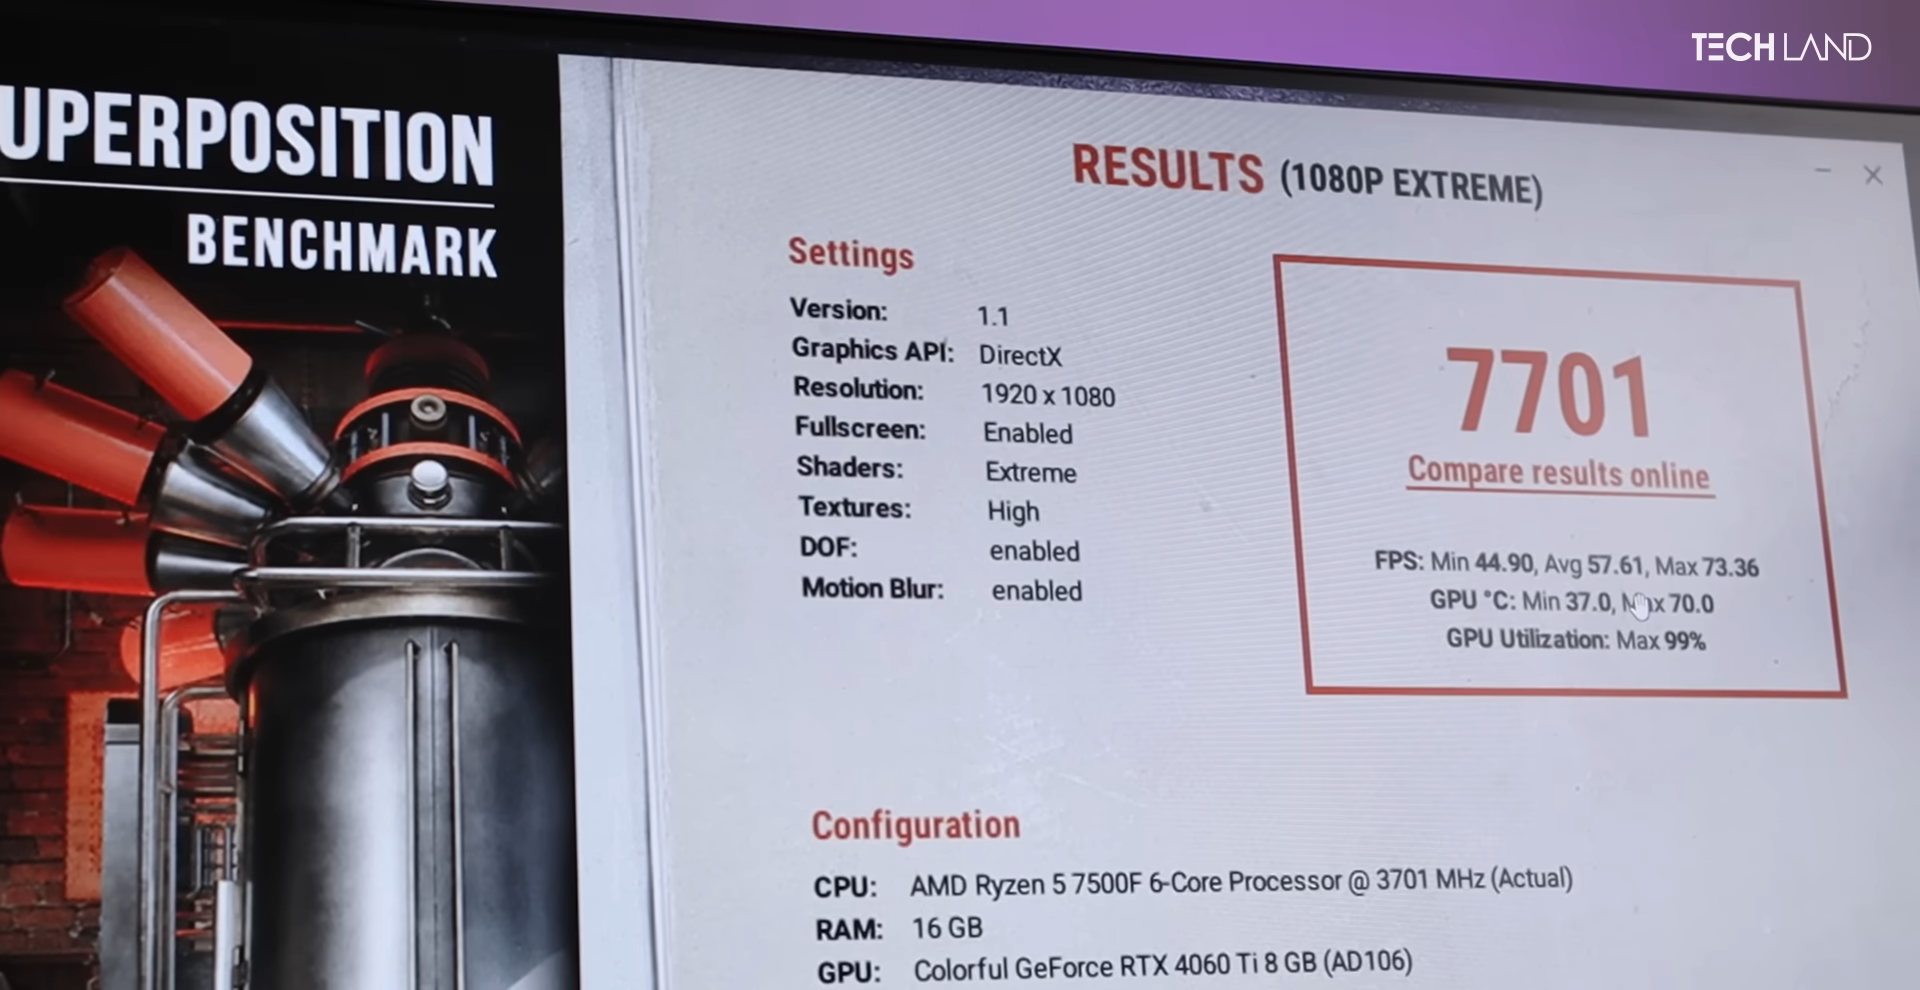 TECH LAND
UPERPOSITION
BENCHMARK
RESULTS (1080P EXTREME)
Settings
Version: 1.1
Graphics API: DirectX
Resolution: 1920 x 1080
Fullscreen: Enabled
Shaders: Extreme
Textures: High
DOF: enabled
Motion Blur: enabled
7701
Compare results online
FPS: Min 44.90, Avg 57.61, Max 73.36
GPU °C: Min 37.0, Max 70.0
GPU Utilization: Max 99%
Configuration
CPU: AMD Ryzen 5 7500F 6-Core Processor @ 3701 MHz (Actual)
RAM: 16 GB
GPU: Colorful GeForce RTX 4060 Ti 8 GB (AD106)